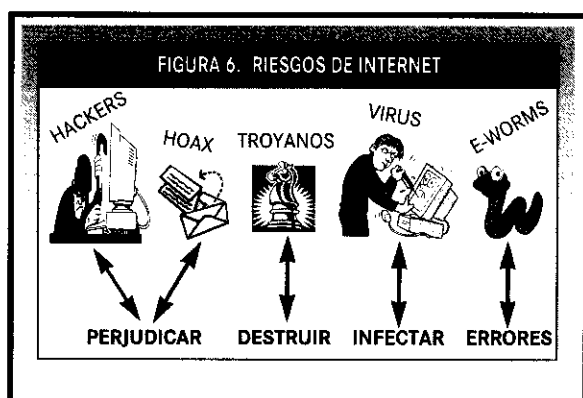 FIGURA 6. RIESGOS DE INTERNET
HACKERS
HOAX
TROYANOS
VIRUS
E-WORMS
PERJUDICAR
DESTRUIR
INFECTAR
ERRORES